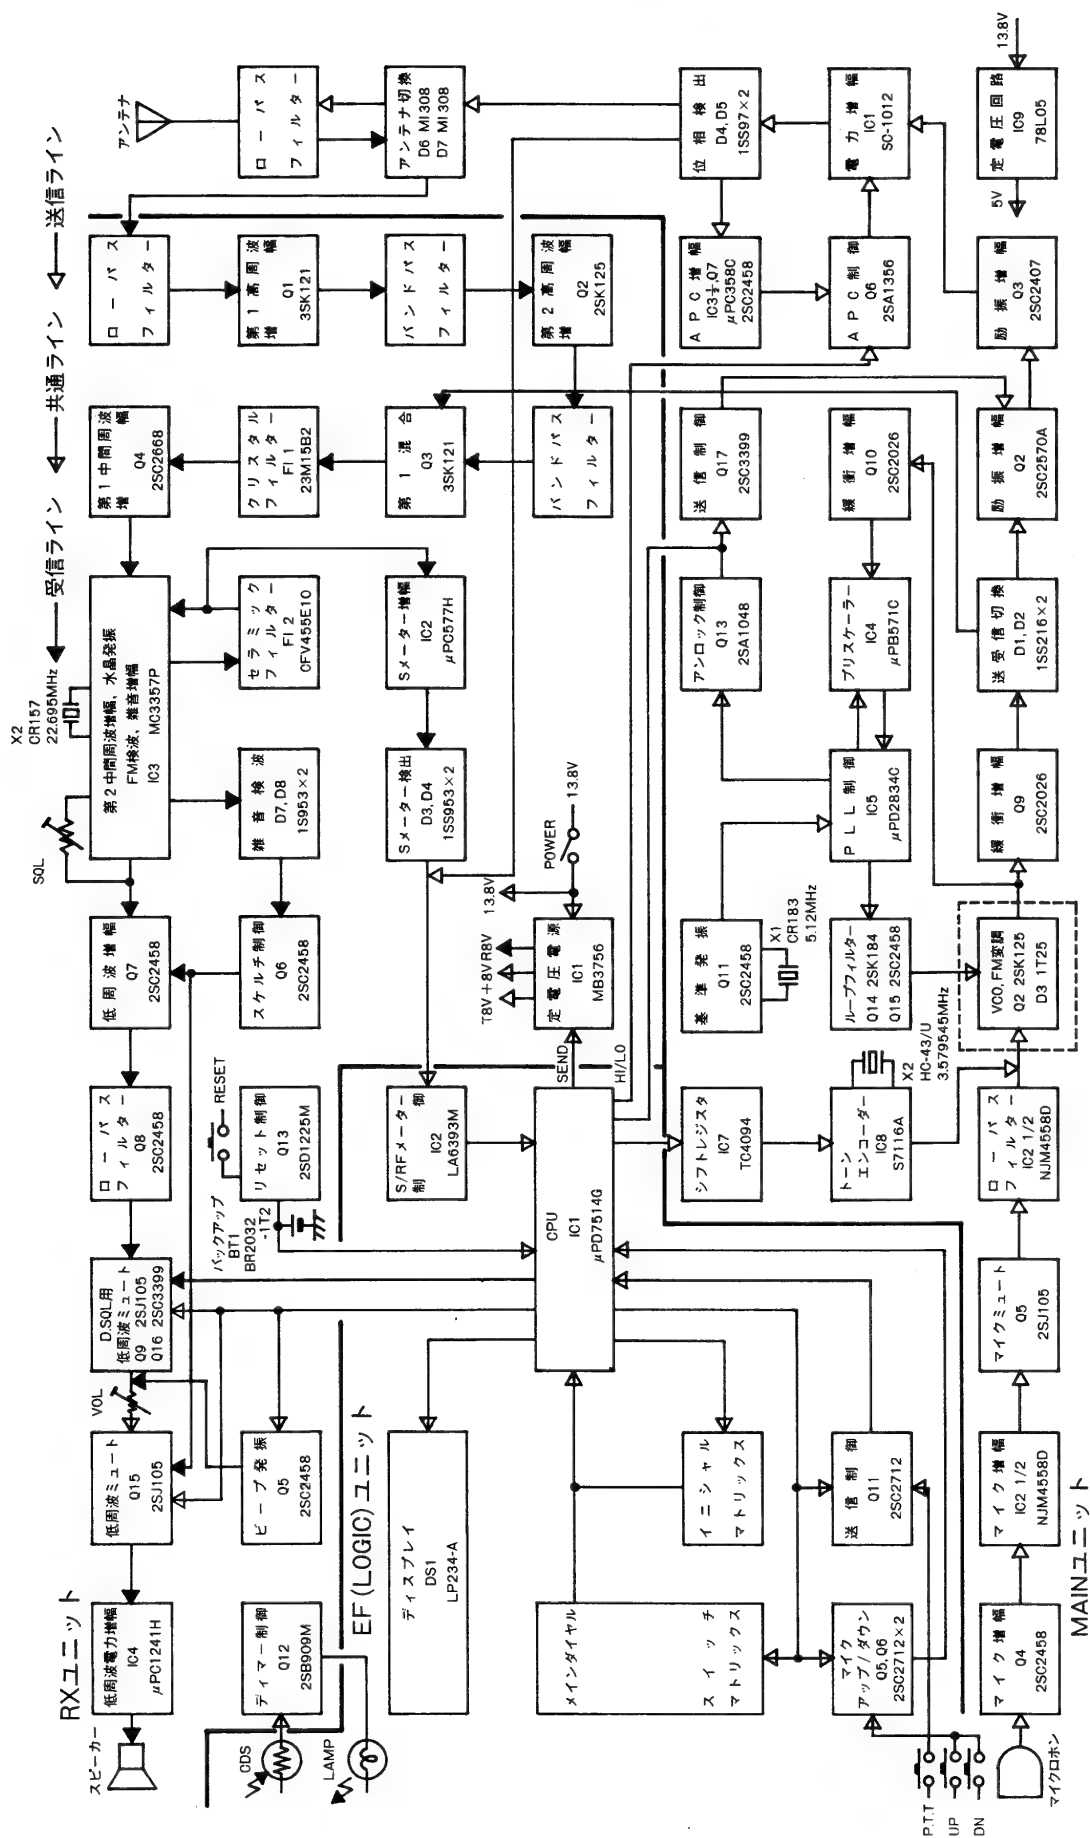 RXユニット
スピーカー
低周波電力増幅
IC4
μPC1241H
低周波ミュート
Q15
2SJ105
VOL
D.SQL用
低周波ミュート
Q9 2SJ105
Q16 2SC3399
ローパス
フィルター
Q8
2SC2458
低周波増幅
Q7
2SC2458
SQL
第2中間周波増幅、水晶発振
FM検波、雑音増幅
IC3 MC3357P
X2
CR157
22.695MHz
第1中間周波
増幅
Q4
2SC2668
ローパス
フィルター
受信ライン
共通ライン
送信ライン
アンテナ
CDS
ディマー制御
Q12
2SB909M
LAMP
ビープ発振
Q5
2SC2458
バックアップ
BT1
BR2032
-1T2
RESET
リセット制御
Q13
2SD1225M
スケルチ制御
Q6
2SC2458
雑音検波
D7,D8
1S953×2
セラミック
フィルター
FI2
CFV455E10
クリスタル
フィルター
FI1
23M15B2
第1高周波
増幅
Q1
3SK121
ローパス
フィルター
EF(LOGIC)ユニット
ディスプレイ
DS1
LP234-A
S/RFメーター
制御
IC2
LA6393M
Sメーター検出
D3,D4
1SS953×2
Sメーター増幅
IC2
μPC577H
第1混合
Q3
3SK121
バンドパス
フィルター
アンテナ切換
D6 MI308
D7 MI308
メインダイヤル
スイッチ
マトリックス
CPU
IC1
μPD7514G
SEND
HI/LO
T8V
+8V
R8V
13.8V
定電圧電源
IC1
MB3756
POWER
13.8V
バンドパス
フィルター
第2高周波
増幅
Q2
2SK125
イニシャル
マトリックス
シフトレジスタ
IC7
TC4094
基準発振
Q11
2SC2458
X1
CR183
5.12MHz
アンロック制御
Q13
2SA1048
送信制御
Q17
2SC3399
APC増幅
IC3½,Q7
μPC358C
2SC2458
位相検出
D4,D5
1SS97×2
マイク
アップ/ダウン
Q5,Q6
2SC2712×2
送信制御
Q11
2SC2712
トーン
エンコーダー
IC8
S7116A
X2
HC-43/U
3.579545MHz
ループフィルター
Q14 2SK184
Q15 2SC2458
PLL制御
IC5
μPD2834C
プリスケーラー
IC4
μPB571C
緩衝増幅
Q10
2SC2026
APC制御
Q6
2SA1356
電力増幅
IC1
SC-1012
P.T.T
UP
DN
マイクロホン
マイク増幅
Q4
2SC2458
マイク増幅
IC2 1/2
NJM4558D
マイクミュート
Q5
2SJ105
ローパス
フィルター
IC2 1/2
NJM4558D
VCO,FM変調
Q2 2SK125
D3 1T25
緩衝増幅
Q9
2SC2026
送受信切換
D1,D2
1SS216×2
励振増幅
Q2
2SC2570A
励振増幅
Q3
2SC2407
5V
定電圧回路
IC9
78L05
13.8V
MAINユニット